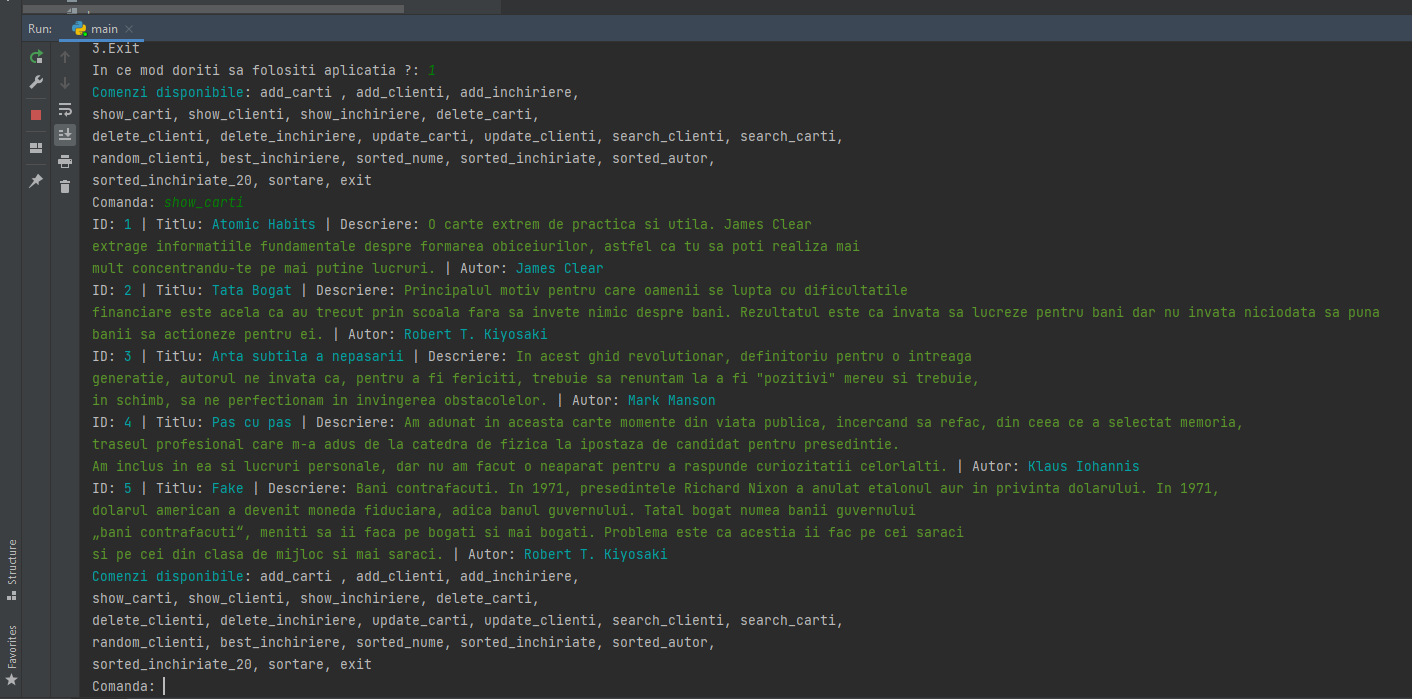 Run: main
3.Exit
In ce mod doriti sa folositi aplicatia ?: 1
Comenzi disponibile: add_carti , add_clienti, add_inchiriere,
show_carti, show_clienti, show_inchiriere, delete_carti,
delete_clienti, delete_inchiriere, update_carti, update_clienti, search_clienti, search_carti,
random_clienti, best_inchiriere, sorted_nume, sorted_inchiriate, sorted_autor,
sorted_inchiriate_20, sortare, exit
Comanda: show_carti
ID: 1 | Titlu: Atomic Habits | Descriere: O carte extrem de practica si utila. James Clear
extrage informatiile fundamentale despre formarea obiceiurilor, astfel ca tu sa poti realiza mai
mult concentrandu-te pe mai putine lucruri. | Autor: James Clear
ID: 2 | Titlu: Tata Bogat | Descriere: Principalul motiv pentru care oamenii se lupta cu dificultatile
financiare este acela ca au trecut prin scoala fara sa invete nimic despre bani. Rezultatul este ca invata sa lucreze pentru bani dar nu invata niciodata sa puna
banii sa actioneze pentru ei. | Autor: Robert T. Kiyosaki
ID: 3 | Titlu: Arta subtila a nepasarii | Descriere: In acest ghid revolutionar, definitoriu pentru o intreaga
generatie, autorul ne invata ca, pentru a fi fericiti, trebuie sa renuntam la a fi "pozitivi" mereu si trebuie,
in schimb, sa ne perfectionam in invingerea obstacolelor. | Autor: Mark Manson
ID: 4 | Titlu: Pas cu pas | Descriere: Am adunat in aceasta carte momente din viata publica, incercand sa refac, din ceea ce a selectat memoria,
traseul profesional care m-a adus de la catedra de fizica la ipostaza de candidat pentru presedintie.
Am inclus in ea si lucruri personale, dar nu am facut o neaparat pentru a raspunde curiozitatii celorlalti. | Autor: Klaus Iohannis
ID: 5 | Titlu: Fake | Descriere: Bani contrafacuti. In 1971, presedintele Richard Nixon a anulat etalonul aur in privinta dolarului. In 1971,
dolarul american a devenit moneda fiduciara, adica banul guvernului. Tatal bogat numea banii guvernului
„bani contrafacuti“, meniti sa ii faca pe bogati si mai bogati. Problema este ca acestia ii fac pe cei saraci
si pe cei din clasa de mijloc si mai saraci. | Autor: Robert T. Kiyosaki
Comenzi disponibile: add_carti , add_clienti, add_inchiriere,
show_carti, show_clienti, show_inchiriere, delete_carti,
delete_clienti, delete_inchiriere, update_carti, update_clienti, search_clienti, search_carti,
random_clienti, best_inchiriere, sorted_nume, sorted_inchiriate, sorted_autor,
sorted_inchiriate_20, sortare, exit
Comanda:
Structure
Favorites